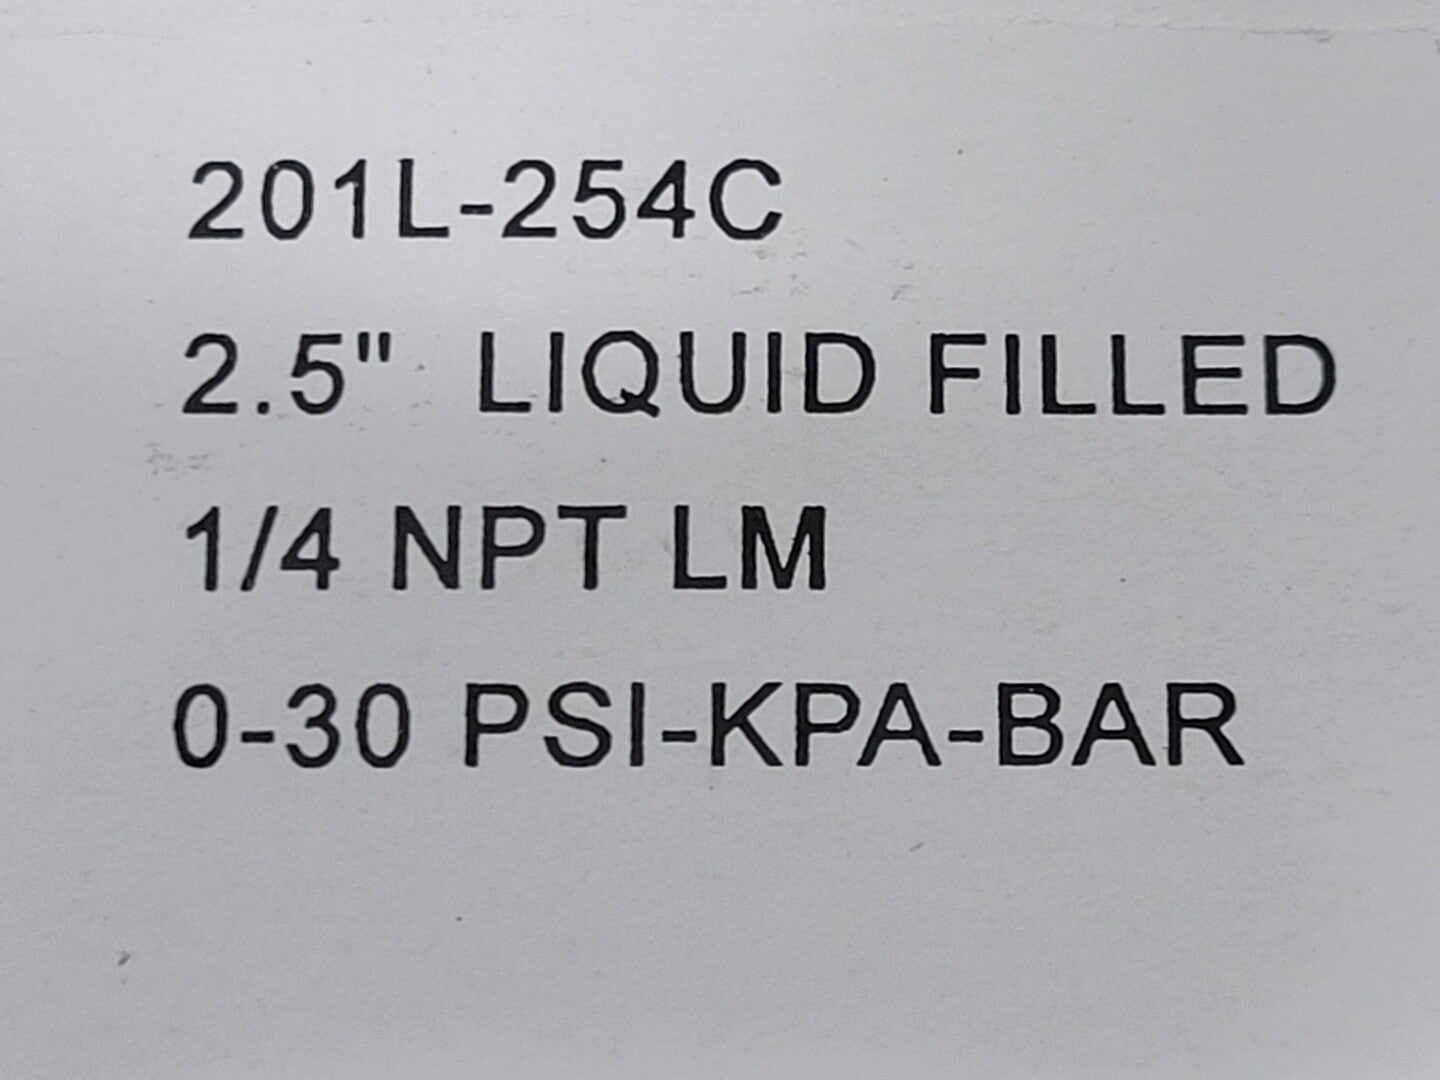 201L-254C
2.5" LIQUID FILLED
1/4 NPT LM
0-30 PSI-KPA-BAR